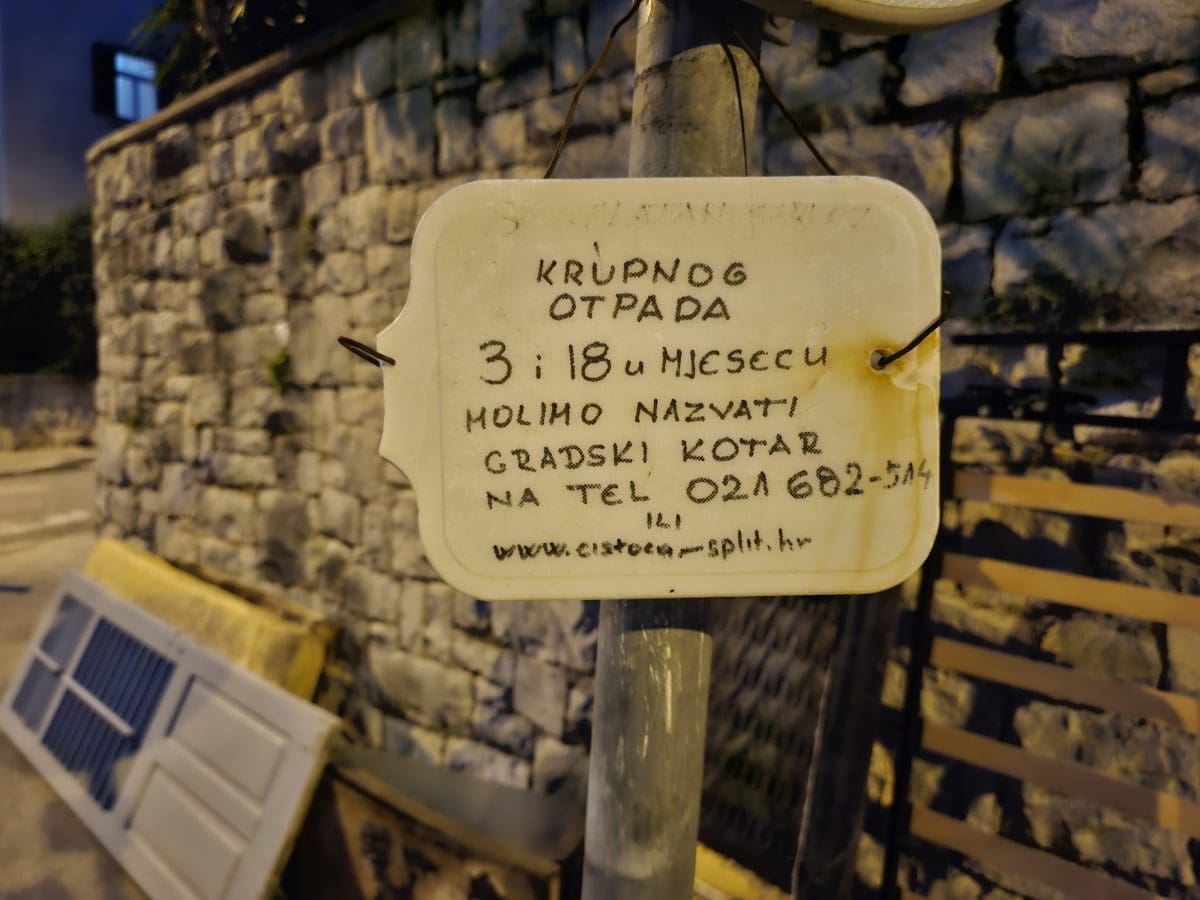 KRUPNOG
OTPADA
3 i 18 u MJESECU
MOLIMO NAZVATI
GRADSKI KOTAR
NA TEL 021 682-514
ILI
www.cistoca-split.hr